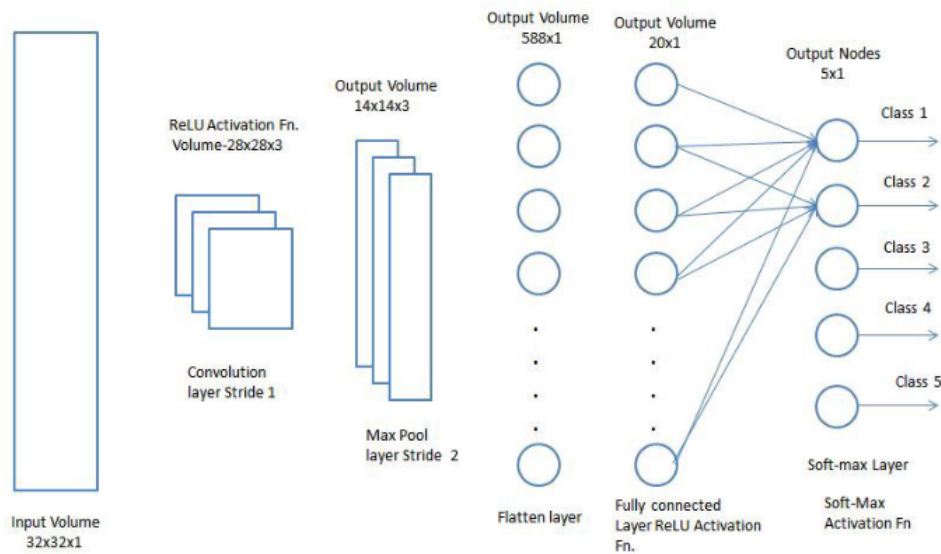 Input Volume
32x32x1
ReLU Activation Fn.
Volume-28x28x3
Convolution
layer Stride 1
Output Volume
14x14x3
Max Pool
layer Stride 2
Output Volume
588x1
Flatten layer
Output Volume
20x1
Fully connected
Layer ReLU Activation
Fn.
Output Nodes
5x1
Class 1
Class 2
Class 3
Class 4
Class 5
Soft-max Layer
Soft-Max
Activation Fn